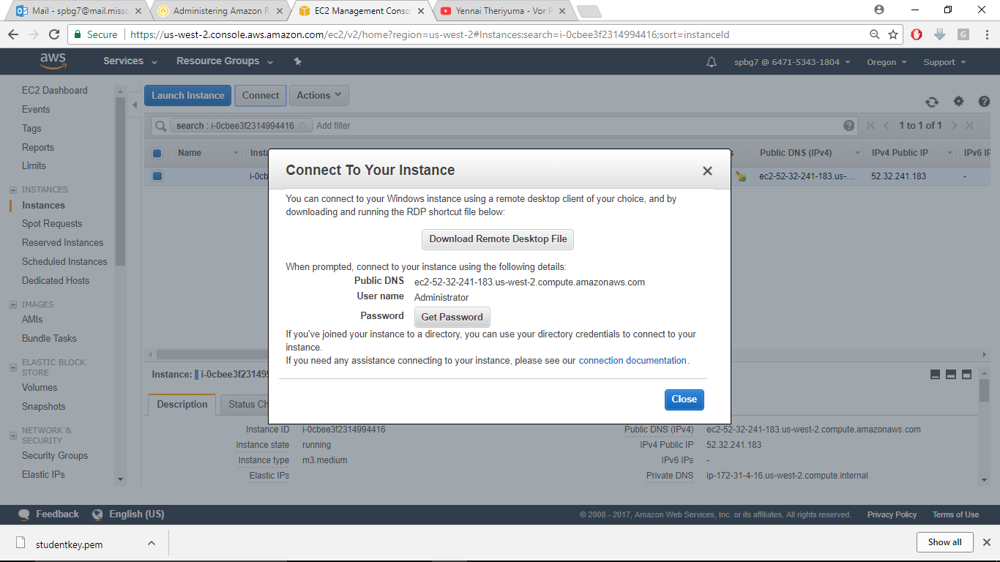 Mail - spbg7@mail.missc
Administering Amazon R
EC2 Management Conso
Yennai Theriyuma - Vor P
Secure
https://us-west-2.console.aws.amazon.com/ec2/v2/home?region=us-west-2#Instances:search=i-0cbee3f2314994416;sort=instanceId
aws
Services
Resource Groups
spbg7 @ 6471-5343-1804
Oregon
Support
EC2 Dashboard
Events
Tags
Reports
Limits
INSTANCES
Instances
Spot Requests
Reserved Instances
Scheduled Instances
Dedicated Hosts
IMAGES
AMIs
Bundle Tasks
ELASTIC BLOCK
STORE
Volumes
Snapshots
NETWORK &
SECURITY
Security Groups
Elastic IPs
Launch Instance
Connect
Actions
search : i-0cbee3f2314994416
Add filter
1 to 1 of 1
Name
Insta
s
Public DNS (IPv4)
IPv4 Public IP
IPv6 IP
i-0cb
ec2-52-32-241-183.us-...
52.32.241.183
-
Connect To Your Instance
You can connect to your Windows instance using a remote desktop client of your choice, and by
downloading and running the RDP shortcut file below:
Download Remote Desktop File
When prompted, connect to your instance using the following details:
Public DNS ec2-52-32-241-183.us-west-2.compute.amazonaws.com
User name Administrator
Password Get Password
If you've joined your instance to a directory, you can use your directory credentials to connect to your
instance.
If you need any assistance connecting to your instance, please see our connection documentation.
Close
Instance: i-0cbee3f23149
Description
Status Ch
Instance ID i-0cbee3f2314994416
Public DNS (IPv4) ec2-52-32-241-183.us-west-2.compute.amazonaws.com
Instance state running
IPv4 Public IP 52.32.241.183
Instance type m3.medium
IPv6 IPs -
Elastic IPs
Private DNS ip-172-31-4-16.us-west-2.compute.internal
Feedback
English (US)
© 2008 - 2017, Amazon Web Services, Inc. or its affiliates. All rights reserved.
Privacy Policy
Terms of Use
studentkey.pem
Show all